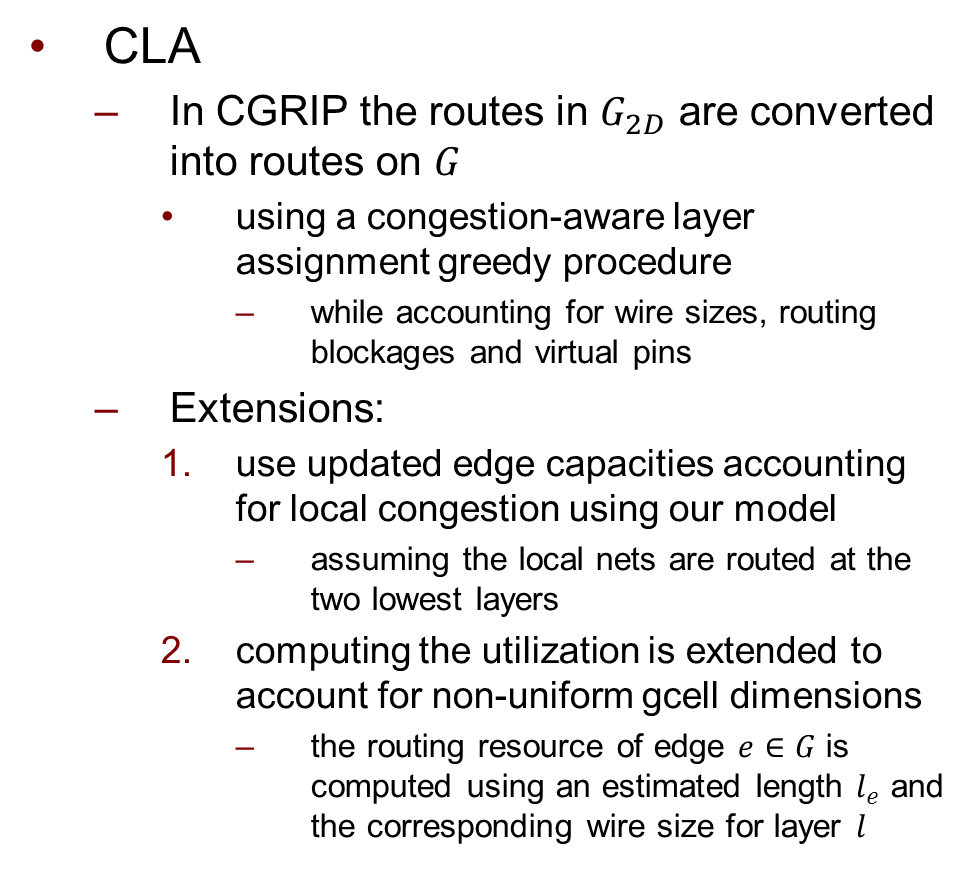 • CLA
– In CGRIP the routes in G₂D are converted
into routes on G
• using a congestion-aware layer
assignment greedy procedure
– while accounting for wire sizes, routing
blockages and virtual pins
– Extensions:
1. use updated edge capacities accounting
for local congestion using our model
– assuming the local nets are routed at the
two lowest layers
2. computing the utilization is extended to
account for non-uniform gcell dimensions
– the routing resource of edge e ∈ G is
computed using an estimated length lₑ and
the corresponding wire size for layer l